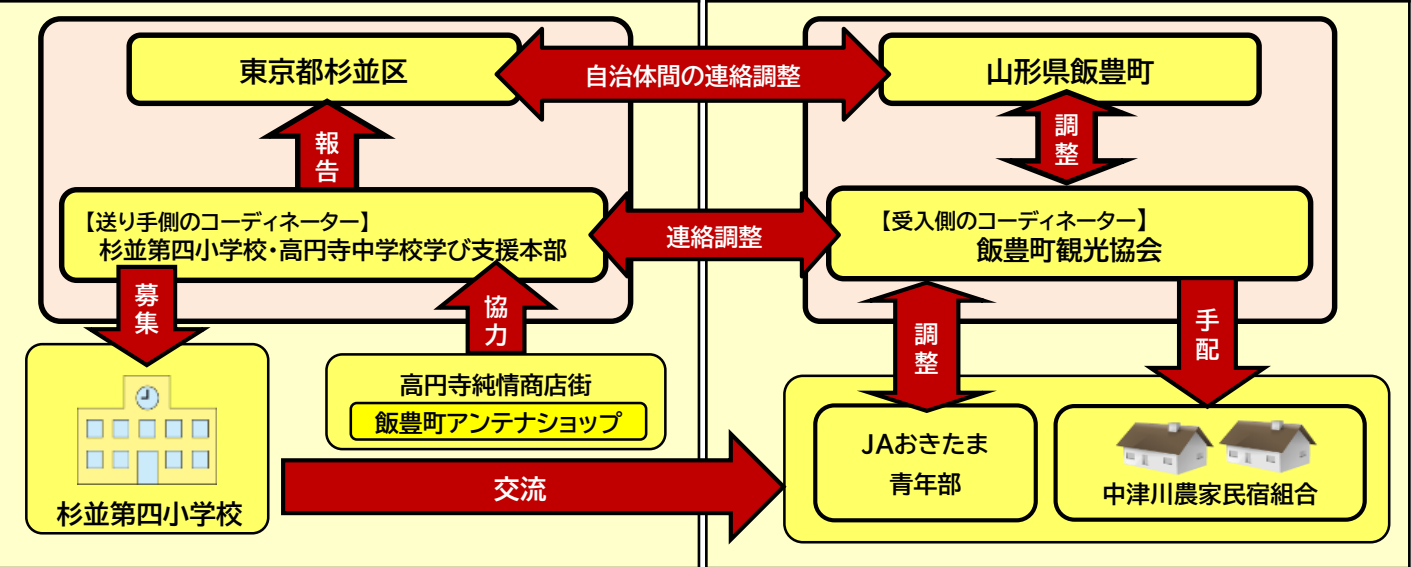 東京都杉並区
自治体間の連絡調整
山形県飯豊町
報告
調整
【送り手側のコーディネーター】
杉並第四小学校・高円寺中学校学び支援本部
連絡調整
【受入側のコーディネーター】
飯豊町観光協会
募集
協力
調整
手配
高円寺純情商店街
飯豊町アンテナショップ
杉並第四小学校
交流
JAおきたま
青年部
中津川農家民宿組合